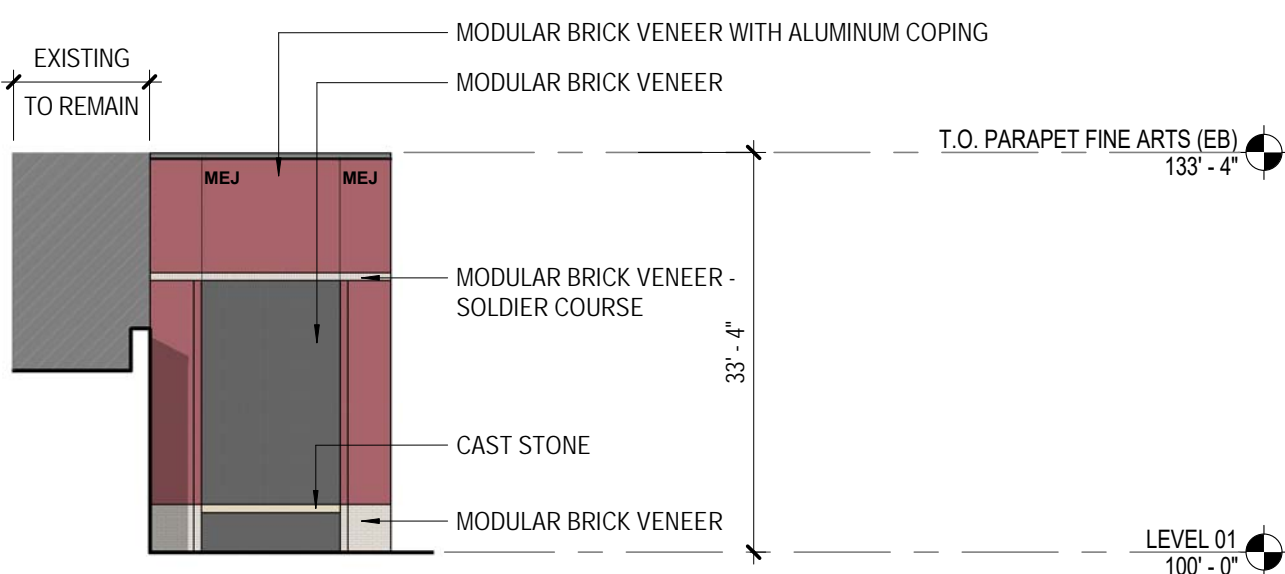 MODULAR BRICK VENEER WITH ALUMINUM COPING
EXISTING
TO REMAIN
MODULAR BRICK VENEER
T.O. PARAPET FINE ARTS (EB)
133' - 4"
MEJ
MEJ
MODULAR BRICK VENEER -
SOLDIER COURSE
33' - 4"
CAST STONE
MODULAR BRICK VENEER
LEVEL 01
100' - 0"